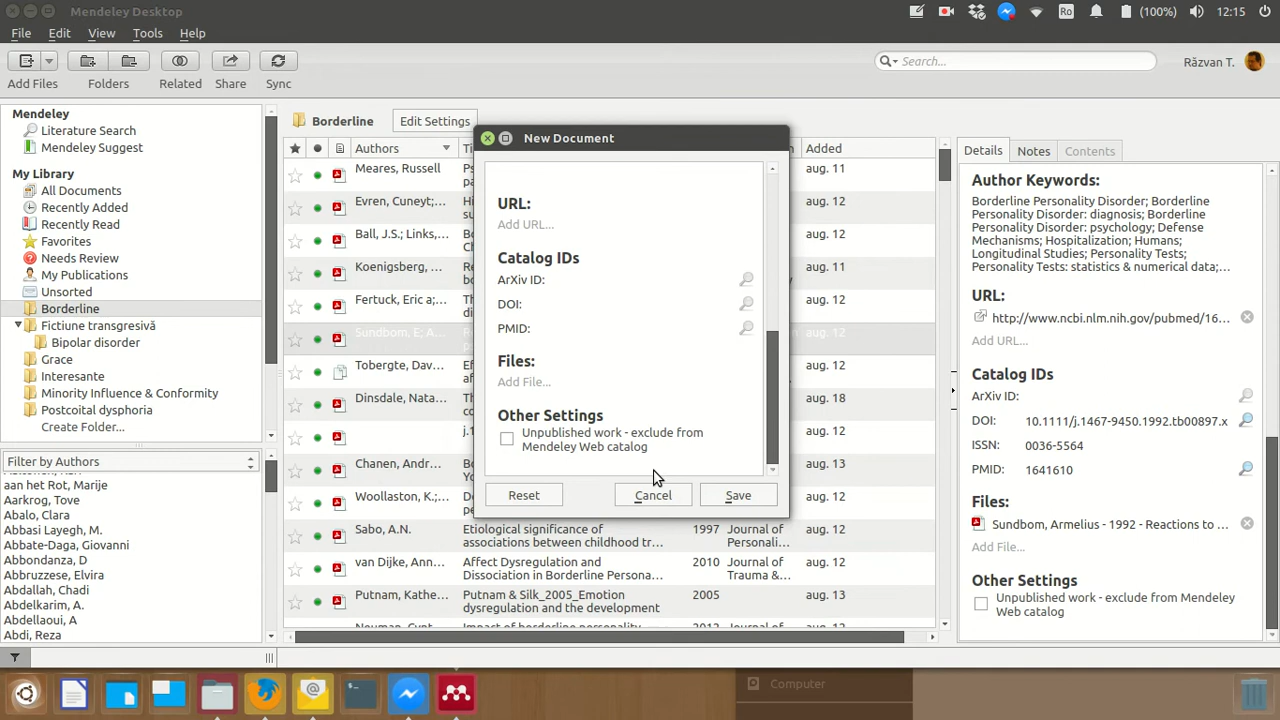 Mendeley Desktop
Ro
(100%)
12:15
File
Edit
View
Tools
Help
Add Files
Folders
Related
Share
Sync
Search...
Răzvan T.
Mendeley
Literature Search
Mendeley Suggest
My Library
All Documents
Recently Added
Recently Read
Favorites
Needs Review
My Publications
Unsorted
Borderline
Fictiune transgresivă
Bipolar disorder
Grace
Interesante
Minority Influence & Conformity
Postcoital dysphoria
Create Folder...
Filter by Authors
aan het Rot, Marije
Aarkrog, Tove
Abalo, Clara
Abbasi Layegh, M.
Abbate-Daga, Giovanni
Abbondanza, D
Abbruzzese, Elvira
Abdallah, Chadi
Abdelkarim, A.
Abdellaoui, A
Abdi, Reza
Borderline
Edit Settings
Authors
Added
Meares, Russell
aug. 11
Evren, Cuneyt;...
aug. 12
Ball, J.S.; Links,...
aug. 12
Koenigsberg, ...
aug. 11
Fertuck, Eric a;...
aug. 12
Sundbom, E; A...
aug. 12
Tobergte, Dav...
aug. 12
Dinsdale, Nata...
aug. 18
j.1
aug. 12
Chanen, Andr...
aug. 13
Woollaston, K.;...
aug. 12
Sabo, A.N.
Etiological significance of
associations between childhood tr...
1997
Journal of
Personali...
aug. 12
van Dijke, Ann...
Affect Dysregulation and
Dissociation in Borderline Persona...
2010
Journal of
Trauma &...
aug. 12
Putnam, Kathe...
Putnam & Silk_2005_Emotion
dysregulation and the development
2005
aug. 13
New Document
URL:
Add URL...
Catalog IDs
ArXiv ID:
DOI:
PMID:
Files:
Add File...
Other Settings
Unpublished work - exclude from
Mendeley Web catalog
Reset
Cancel
Save
Details
Notes
Contents
Author Keywords:
Borderline Personality Disorder; Borderline
Personality Disorder: diagnosis; Borderline
Personality Disorder: psychology; Defense
Mechanisms; Hospitalization; Humans;
Longitudinal Studies; Personality Tests;
Personality Tests: statistics & numerical data;...
URL:
http://www.ncbi.nlm.nih.gov/pubmed/16...
Add URL...
Catalog IDs
ArXiv ID:
DOI: 10.1111/j.1467-9450.1992.tb00897.x
ISSN: 0036-5564
PMID: 1641610
Files:
Sundbom, Armelius - 1992 - Reactions to ...
Add File...
Other Settings
Unpublished work - exclude from Mendeley
Web catalog
Computer